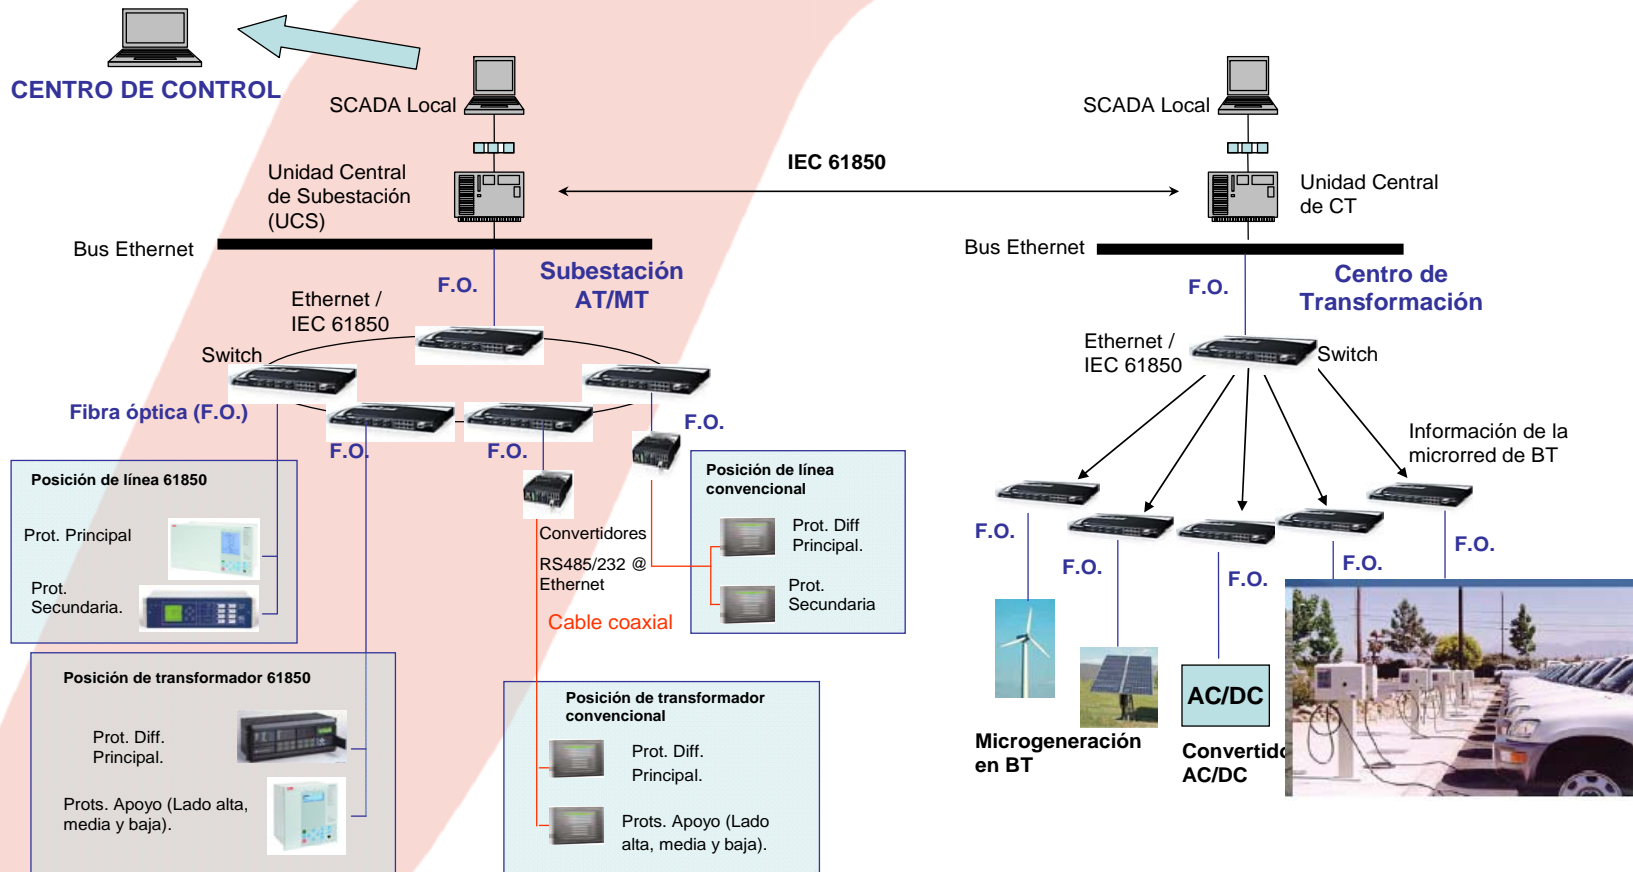 CENTRO DE CONTROL
SCADA Local
Unidad Central
de Subestación
(UCS)
Bus Ethernet
F.O.
Subestación
AT/MT
Ethernet /
IEC 61850
Switch
Fibra óptica (F.O.)
F.O.
F.O.
F.O.
Posición de línea 61850
Prot. Principal
Prot.
Secundaria.
Posición de transformador 61850
Prot. Diff.
Principal.
Prots. Apoyo (Lado alta,
media y baja).
Convertidores
RS485/232 @
Ethernet
Cable coaxial
Posición de línea
convencional
Prot. Diff
Principal.
Prot.
Secundaria
Posición de transformador
convencional
Prot. Diff.
Principal.
Prots. Apoyo (Lado
alta, media y baja).
IEC 61850
SCADA Local
Unidad Central
de CT
Bus Ethernet
F.O.
Centro de
Transformación
Ethernet /
IEC 61850
Switch
Información de la
microrred de BT
F.O.
F.O.
F.O.
F.O.
F.O.
AC/DC
Microgeneración
en BT
Convertido
AC/DC